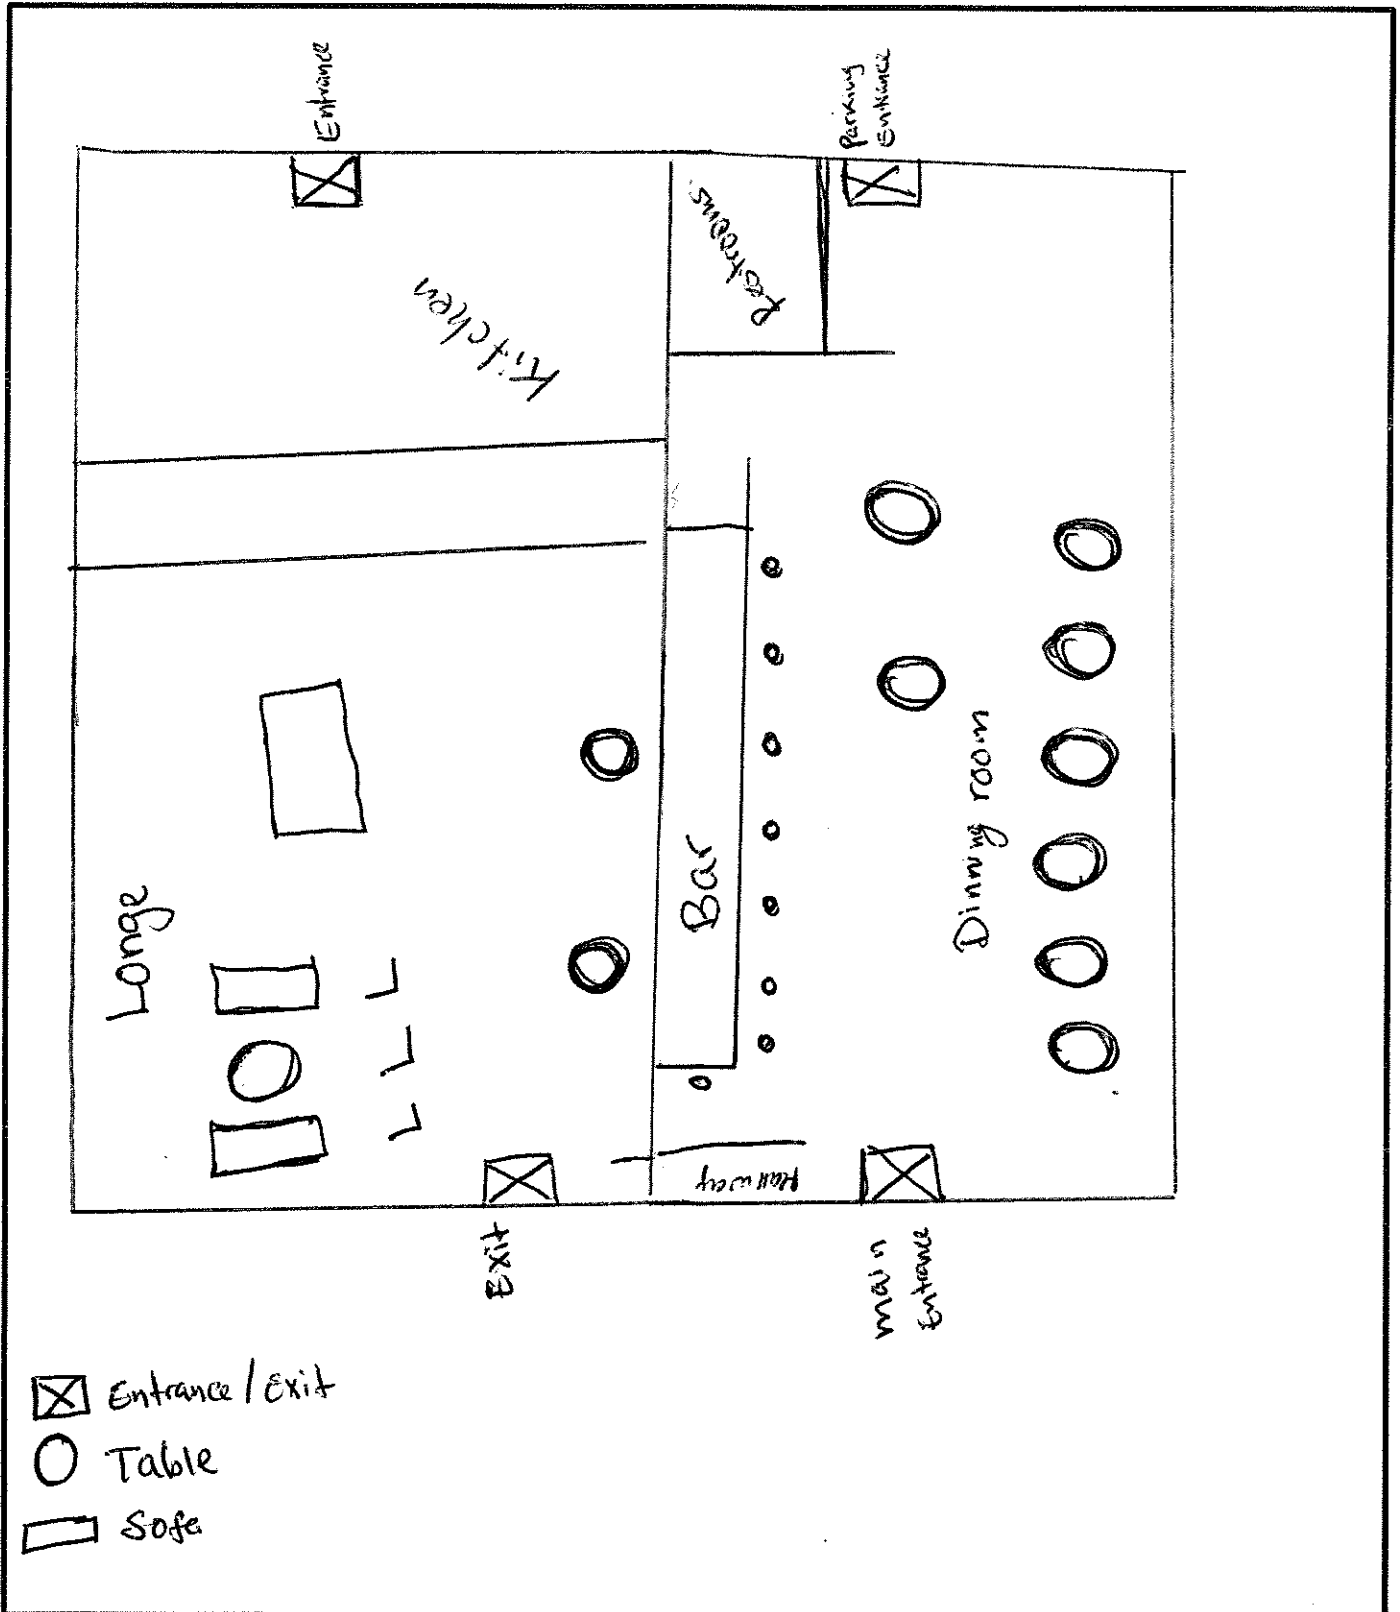 Entrance
Parking
Entrance
Restrooms
Kitchen
Longe
Bar
Dinning room
Hallway
Exit
main
Entrance
Entrance / Exit
Table
Sofa